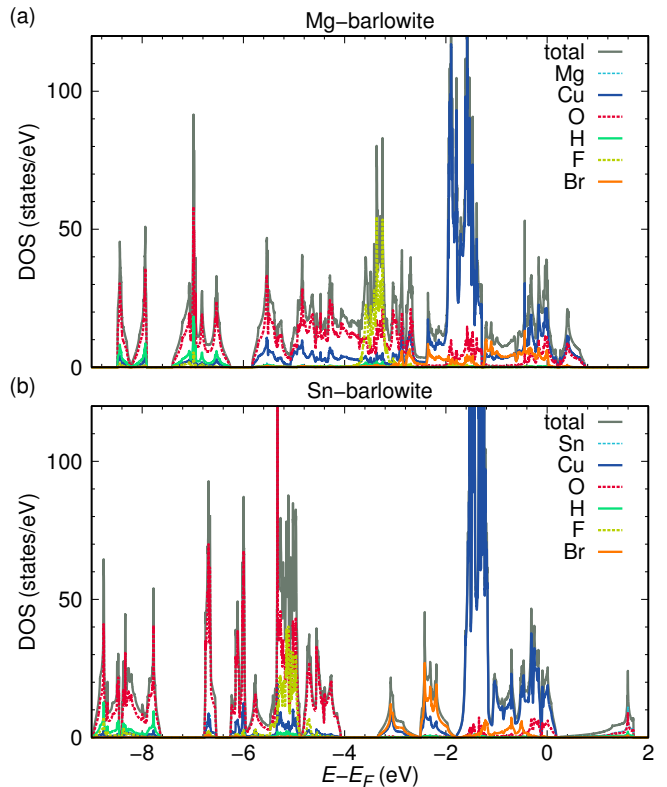 (a)
Mg−barlowite
DOS (states/eV)
100
50
0
total
Mg
Cu
O
H
F
Br
(b)
Sn−barlowite
DOS (states/eV)
100
50
0
total
Sn
Cu
O
H
F
Br
−8 −6 −4 −2 0 2
E−E_F (eV)